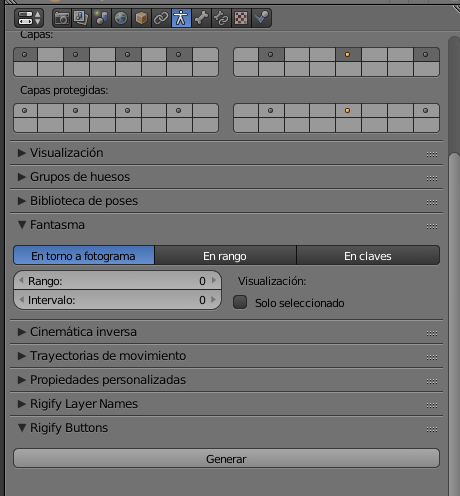 Capas:
Capas protegidas:
Visualización
Grupos de huesos
Biblioteca de poses
Fantasma
En torno a fotograma En rango En claves
Rango: 0 Visualización:
Intervalo: 0 Solo seleccionado
Cinemática inversa
Trayectorias de movimiento
Propiedades personalizadas
Rigify Layer Names
Rigify Buttons
Generar